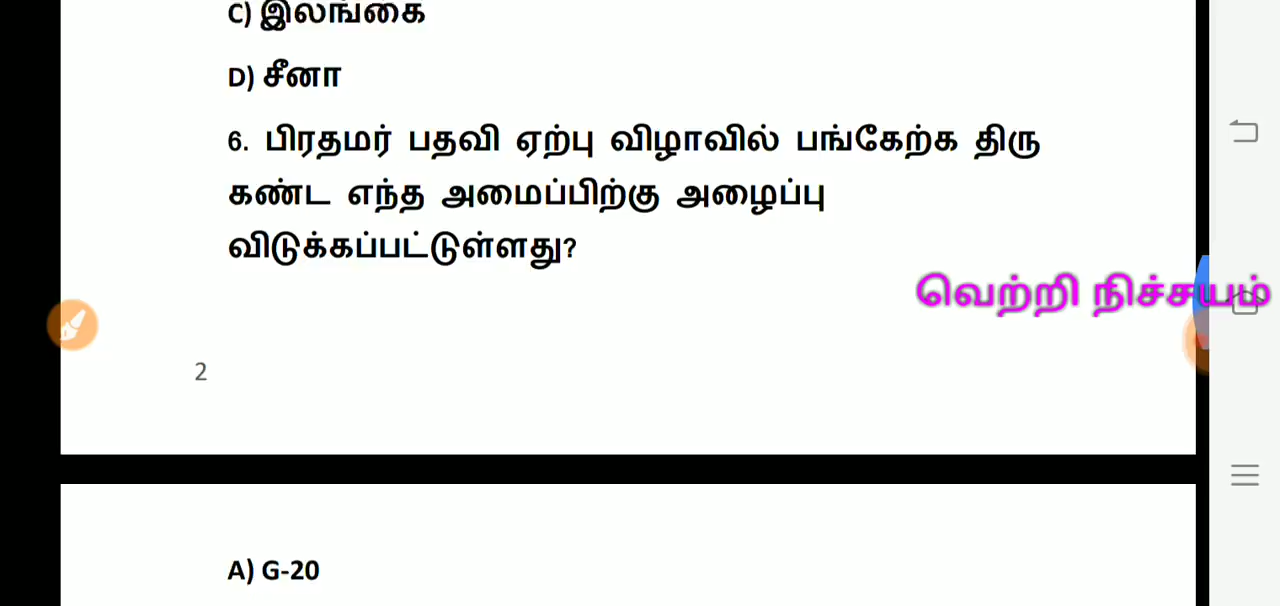 C) இலங்கை
D) சீனா
6. பிரதமர் பதவி ஏற்பு விழாவில் பங்கேற்க திரு
கண்ட எந்த அமைப்பிற்கு அழைப்பு
விடுக்கப்பட்டுள்ளது?
வெற்றி நிச்சயம்
2
A) G-20